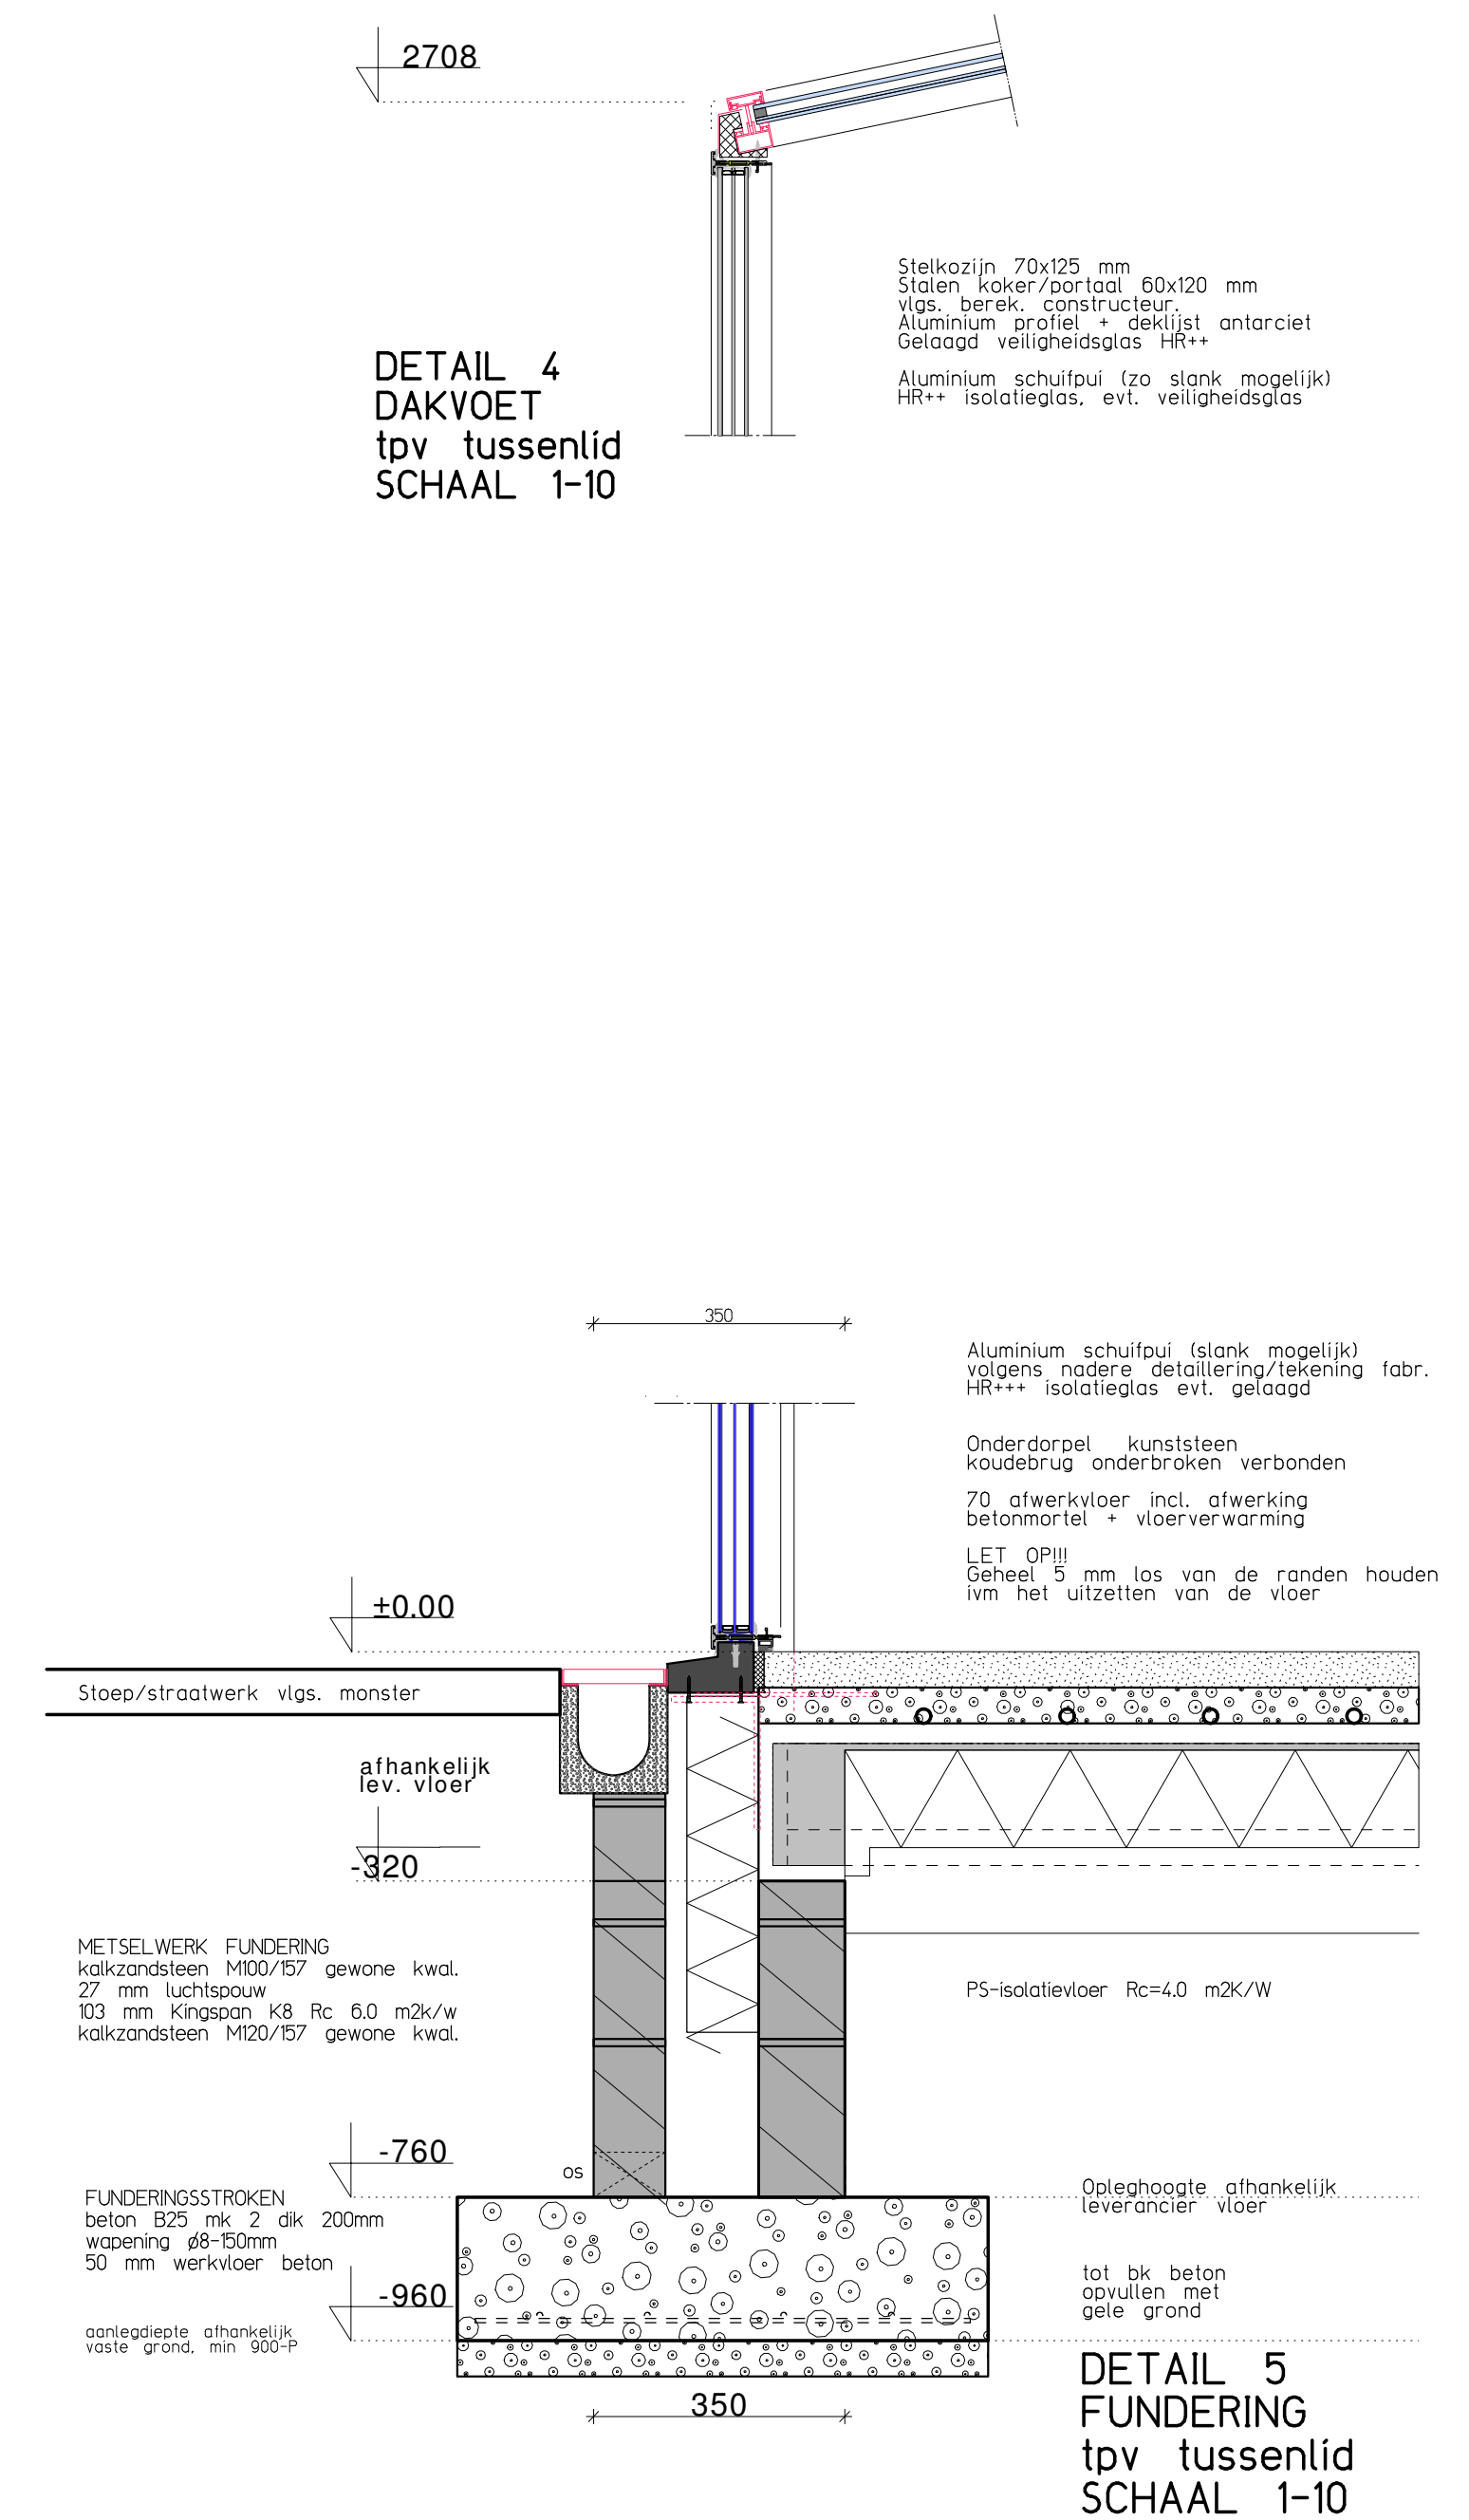 2708
Stelkozijn 70x125 mm
Stalen koker/portaal 60x120 mm
vlgs. berek. constructeur.
Aluminium profiel + deklijst antarciet
Gelaagd veiligheidsglas HR++
Aluminium schuifpui (zo slank mogelijk)
HR++ isolatieglas, evt. veiligheidsglas
DETAIL 4
DAKVOET
tpv tussenlid
SCHAAL 1-10
350
Aluminium schuifpui (slank mogelijk)
volgens nadere detaillering/tekening fabr.
HR+++ isolatieglas evt. gelaagd
Onderdorpel kunststeen
koudebrug onderbroken verbonden
70 afwerkvloer incl. afwerking
betonmortel + vloerverwarming
LET OP!!!
Geheel 5 mm los van de randen houden
ivm het uitzetten van de vloer
±0.00
Stoep/straatwerk vlgs. monster
afhankelijk
lev. vloer
-320
METSELWERK FUNDERING
kalkzandsteen M100/157 gewone kwal.
27 mm luchtspouw
103 mm Kingspan K8 Rc 6.0 m2k/w
kalkzandsteen M120/157 gewone kwal.
PS-isolatievloer Rc=4.0 m2K/W
-760
os
FUNDERINGSSTROKEN
beton B25 mk 2 dik 200mm
wapening ø8-150mm
50 mm werkvloer beton
-960
aanlegdiepte afhankelijk
vaste grond, min 900-P
Opleghoogte afhankelijk
leverancier vloer
tot bk beton
opvullen met
gele grond
350
DETAIL 5
FUNDERING
tpv tussenlid
SCHAAL 1-10